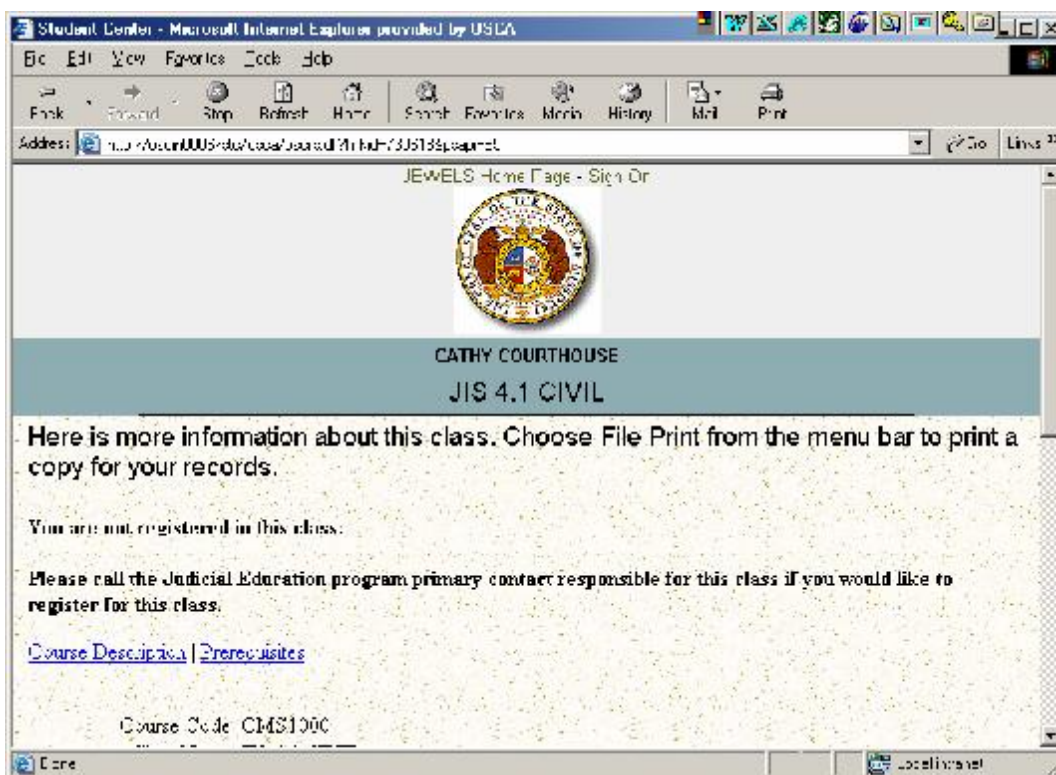 Student Center - Microsoft Internet Explorer provided by OSCA
File Edit View Favorites Tools Help
Back Forward Stop Refresh Home Search Favorites Media History Mail Print
Address Go Links
JEWELS Home Page - Sign On
CATHY COURTHOUSE
JIS 4.1 CIVIL
Here is more information about this class. Choose File Print from the menu bar to print a
copy for your records.
You are not registered in this class.
Please call the Judicial Education program primary contact responsible for this class if you would like to
register for this class.
Course Description | Prerequisites
Course Code CMS1000
Done Local intranet